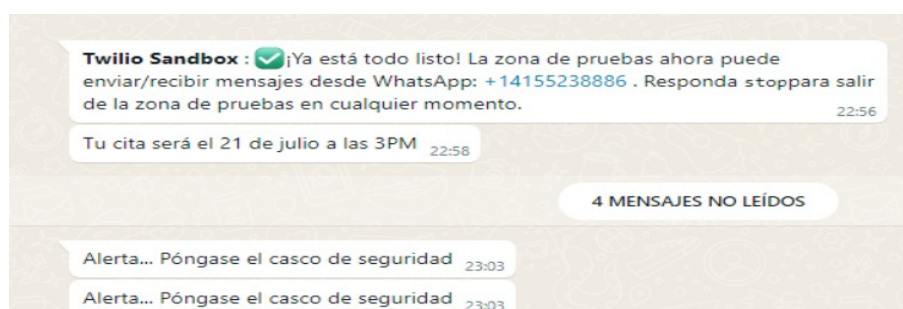 Twilio Sandbox : ✅¡Ya está todo listo! La zona de pruebas ahora puede
enviar/recibir mensajes desde WhatsApp: +14155238886 . Responda stoppara salir
de la zona de pruebas en cualquier momento.
22:56
Tu cita será el 21 de julio a las 3PM 22:58
4 MENSAJES NO LEÍDOS
Alerta... Póngase el casco de seguridad 23:03
Alerta... Póngase el casco de seguridad 23:03